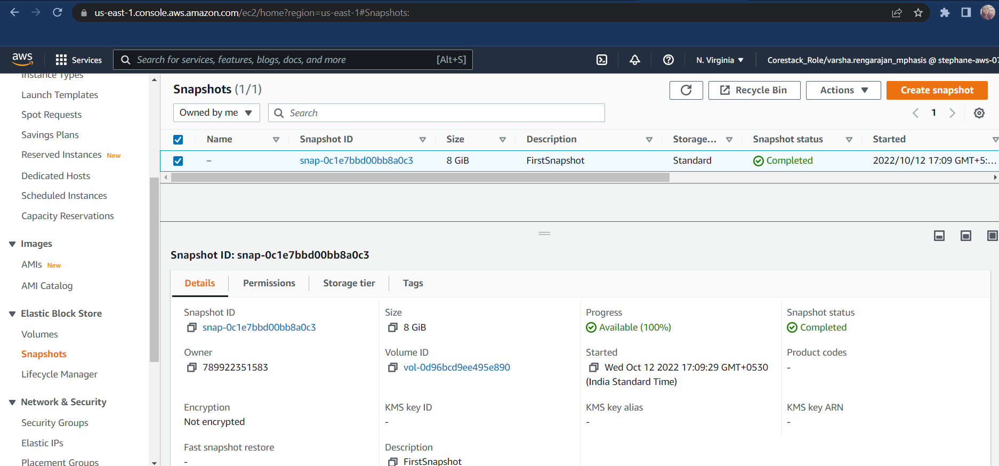 us-east-1.console.aws.amazon.com/ec2/home?region=us-east-1#Snapshots:
aws
Services
Search for services, features, blogs, docs, and more [Alt+S]
N. Virginia
Corestack_Role/varsha.rengarajan_mphasis @ stephane-aws-07
Instance Types
Launch Templates
Spot Requests
Savings Plans
Reserved Instances New
Dedicated Hosts
Scheduled Instances
Capacity Reservations
Images
AMIs New
AMI Catalog
Elastic Block Store
Volumes
Snapshots
Lifecycle Manager
Network & Security
Security Groups
Elastic IPs
Placement Groups
Snapshots (1/1)
Recycle Bin
Actions
Create snapshot
Owned by me
Search
1
Name Snapshot ID Size Description Storage... Snapshot status Started
– snap-0c1e7bbd00bb8a0c3 8 GiB FirstSnapshot Standard Completed 2022/10/12 17:09 GMT+5:...
Snapshot ID: snap-0c1e7bbd00bb8a0c3
Details Permissions Storage tier Tags
Snapshot ID Size Progress Snapshot status
snap-0c1e7bbd00bb8a0c3 8 GiB Available (100%) Completed
Owner Volume ID Started Product codes
789922351583 vol-0d96bcd9ee495e890 Wed Oct 12 2022 17:09:29 GMT+0530 -
(India Standard Time)
Encryption KMS key ID KMS key alias KMS key ARN
Not encrypted - - -
Fast snapshot restore Description
- FirstSnapshot